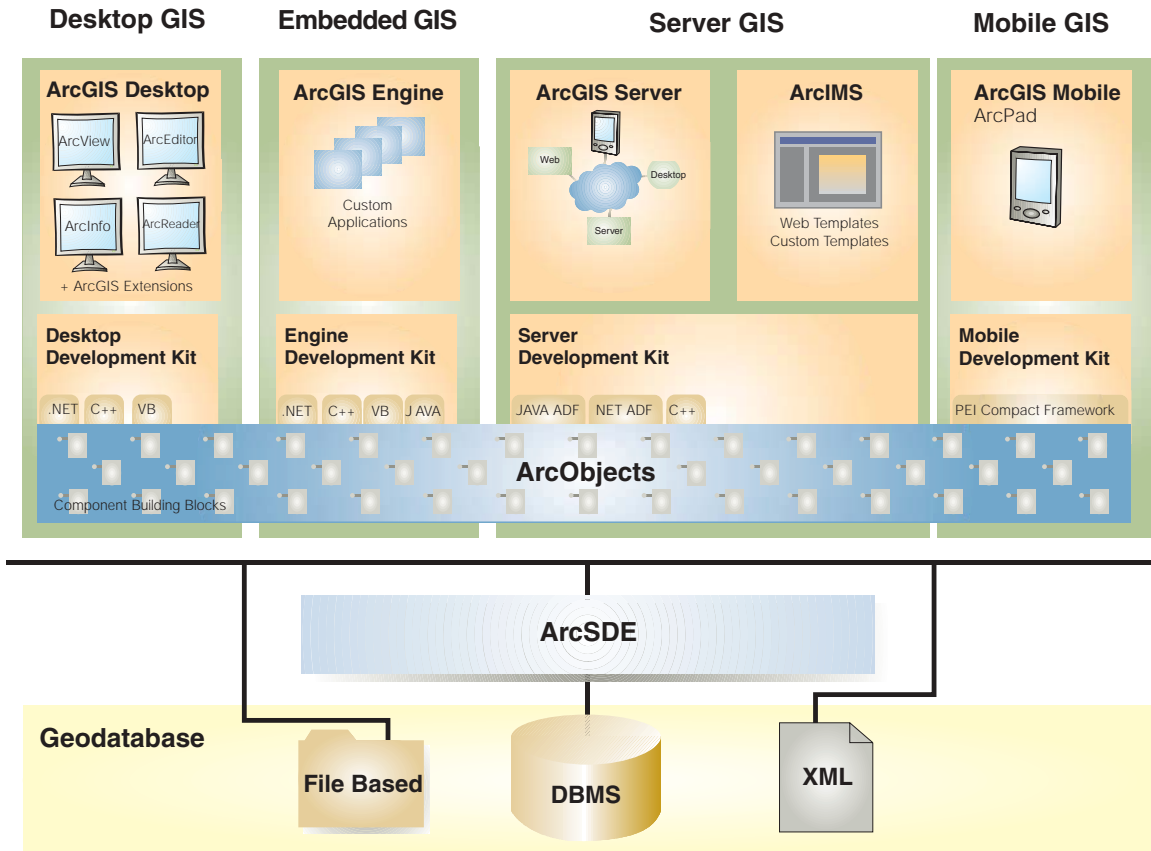 Desktop GIS
Embedded GIS
Server GIS
Mobile GIS
ArcGIS Desktop
ArcView
ArcEditor
ArcInfo
ArcReader
+ ArcGIS Extensions
ArcGIS Engine
Custom
Applications
ArcGIS Server
Web
Desktop
Server
ArcIMS
Web Templates
Custom Templates
ArcGIS Mobile
ArcPad
Desktop
Development Kit
.NET
C++
VB
Engine
Development Kit
.NET
C++
VB
J AVA
Server
Development Kit
JAVA ADF
NET ADF
C++
Mobile
Development Kit
PEI Compact Framework
ArcObjects
Component Building Blocks
ArcSDE
Geodatabase
File Based
DBMS
XML